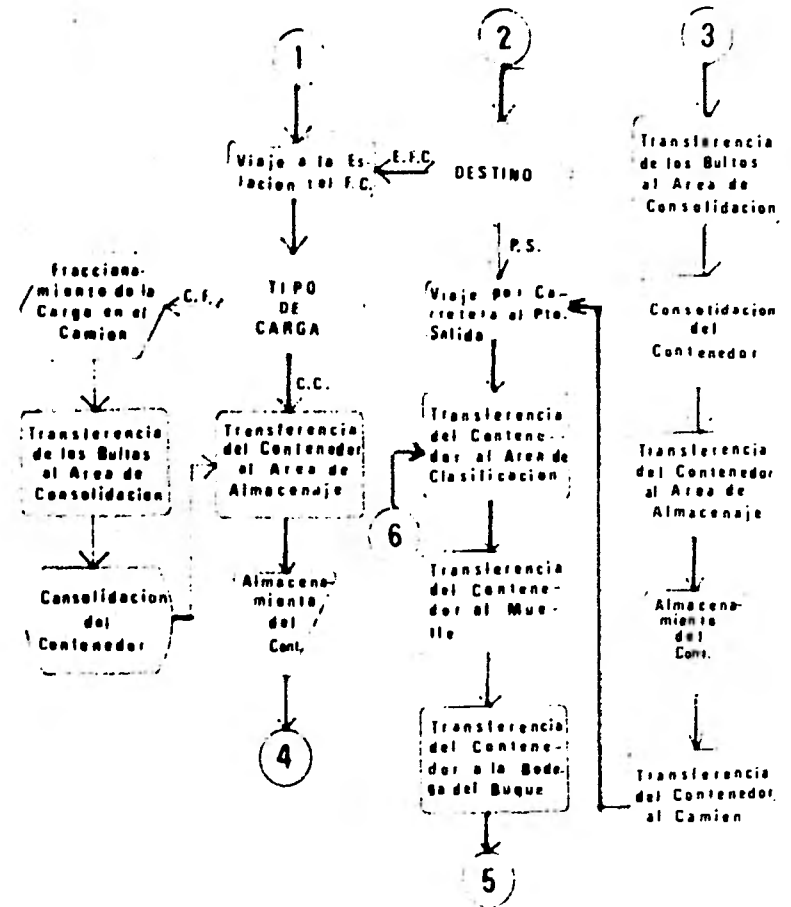 1
2
3
Viaje a la Es-
tacion del F.C.
E.F.C.
DESTINO
Transferencia
de los Bultos
al Area de
Consolidacion
P.S.
Fracciona-
miento de la
Carga en el
Camion
C.F.
TIPO
DE
CARGA
Viaje por Ca-
rretera al Pto.
Salida
Consolidacion
del
Contenedor
C.C.
Transferencia
de los Bultos
al Area de
Consolidacion
Transferencia
del Contenedor
al Area de
Almacenaje
Transferencia
del Contene-
dor al Area de
Clasificacion
Transferencia
del Contenedor
al Area de
Almacenaje
6
Consolidacion
del
Contenedor
Almacena-
miento
del
Cont.
Transferencia
del Contene-
dor al Mue-
lle
Almacena-
miento
del
Cont.
4
Transferencia
del Contene-
dor a la Bode-
ga del Buque
Transferencia
del Contenedor
al Camion
5